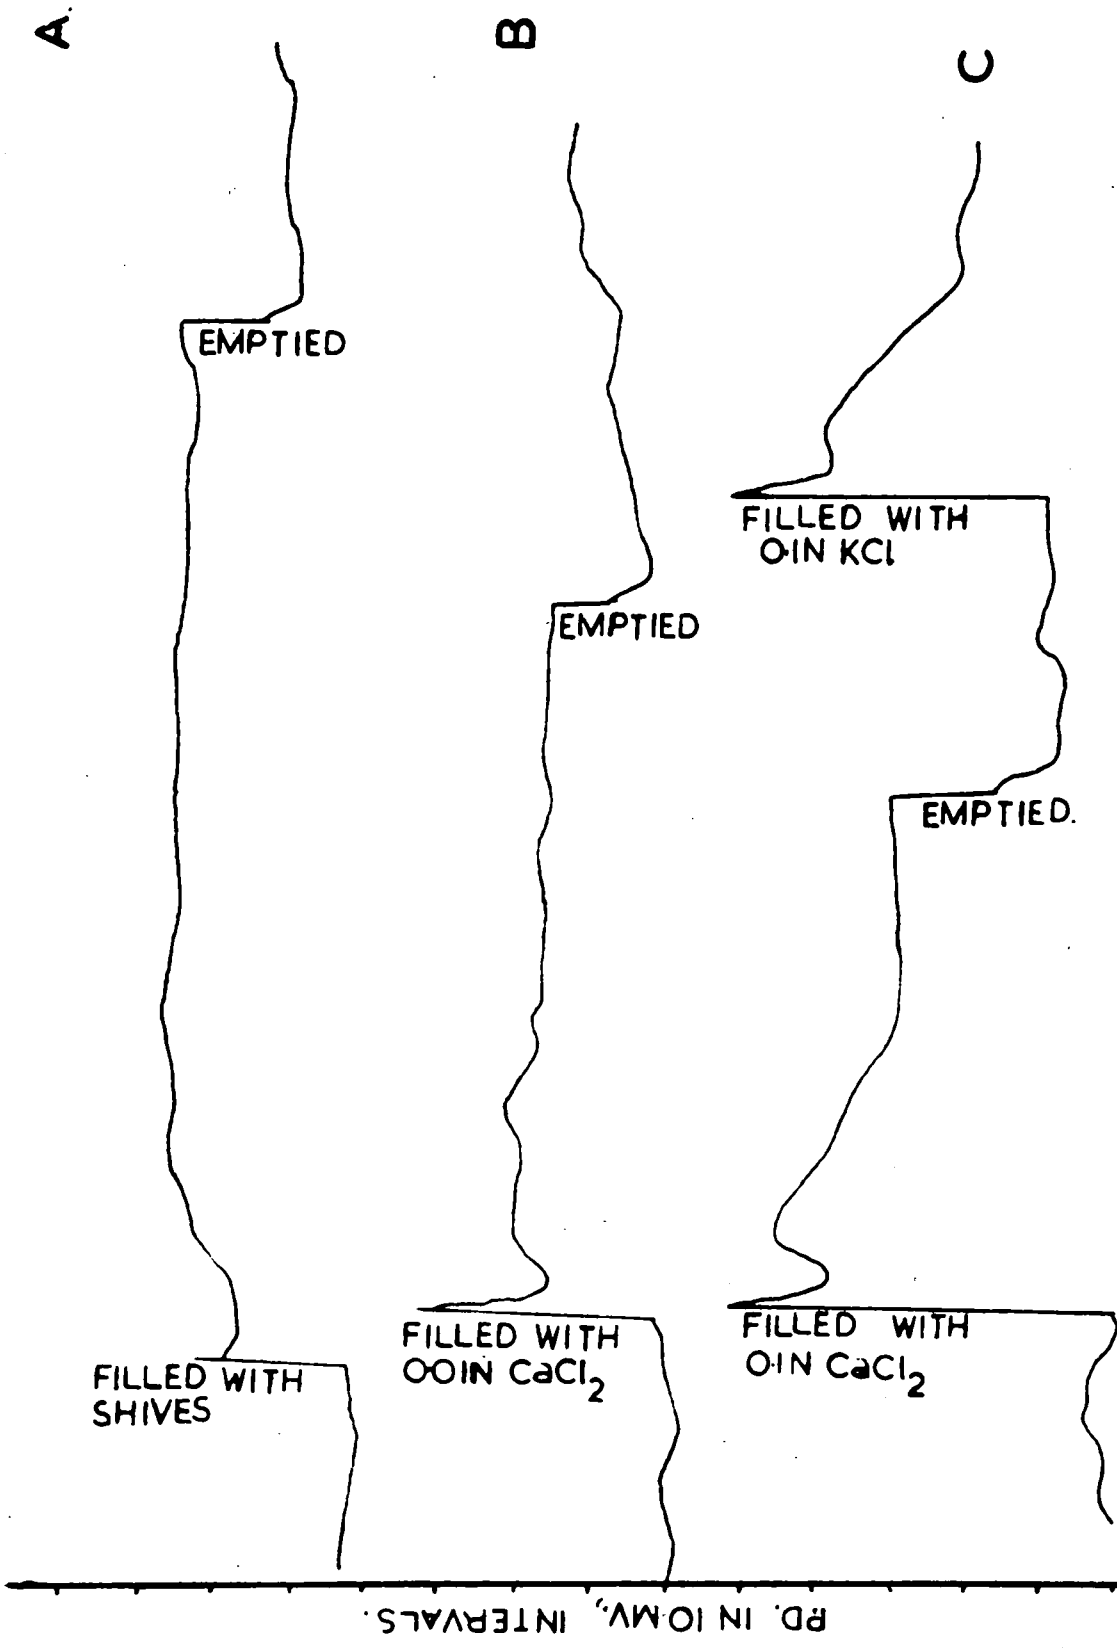 A.
EMPTIED
FILLED WITH
SHIVES
B
EMPTIED
FILLED WITH
0·01N CaCl₂
C
FILLED WITH
0·1N KCl
EMPTIED.
FILLED WITH
0·1N CaCl₂
P.D. IN 10 MV., INTERVALS.